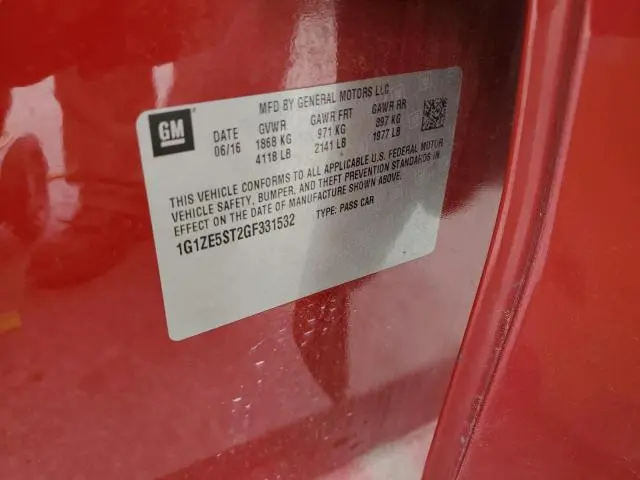 MFD BY GENERAL MOTORS LLC
GM
DATE GVWR GAWR FRT GAWR RR
06/16 1868 KG 971 KG 897 KG
4118 LB 2141 LB 1977 LB
THIS VEHICLE CONFORMS TO ALL APPLICABLE U.S. FEDERAL MOTOR
VEHICLE SAFETY, BUMPER, AND THEFT PREVENTION STANDARDS IN
EFFECT ON THE DATE OF MANUFACTURE SHOWN ABOVE.
1G1ZE5ST2GF331532 TYPE: PASS CAR